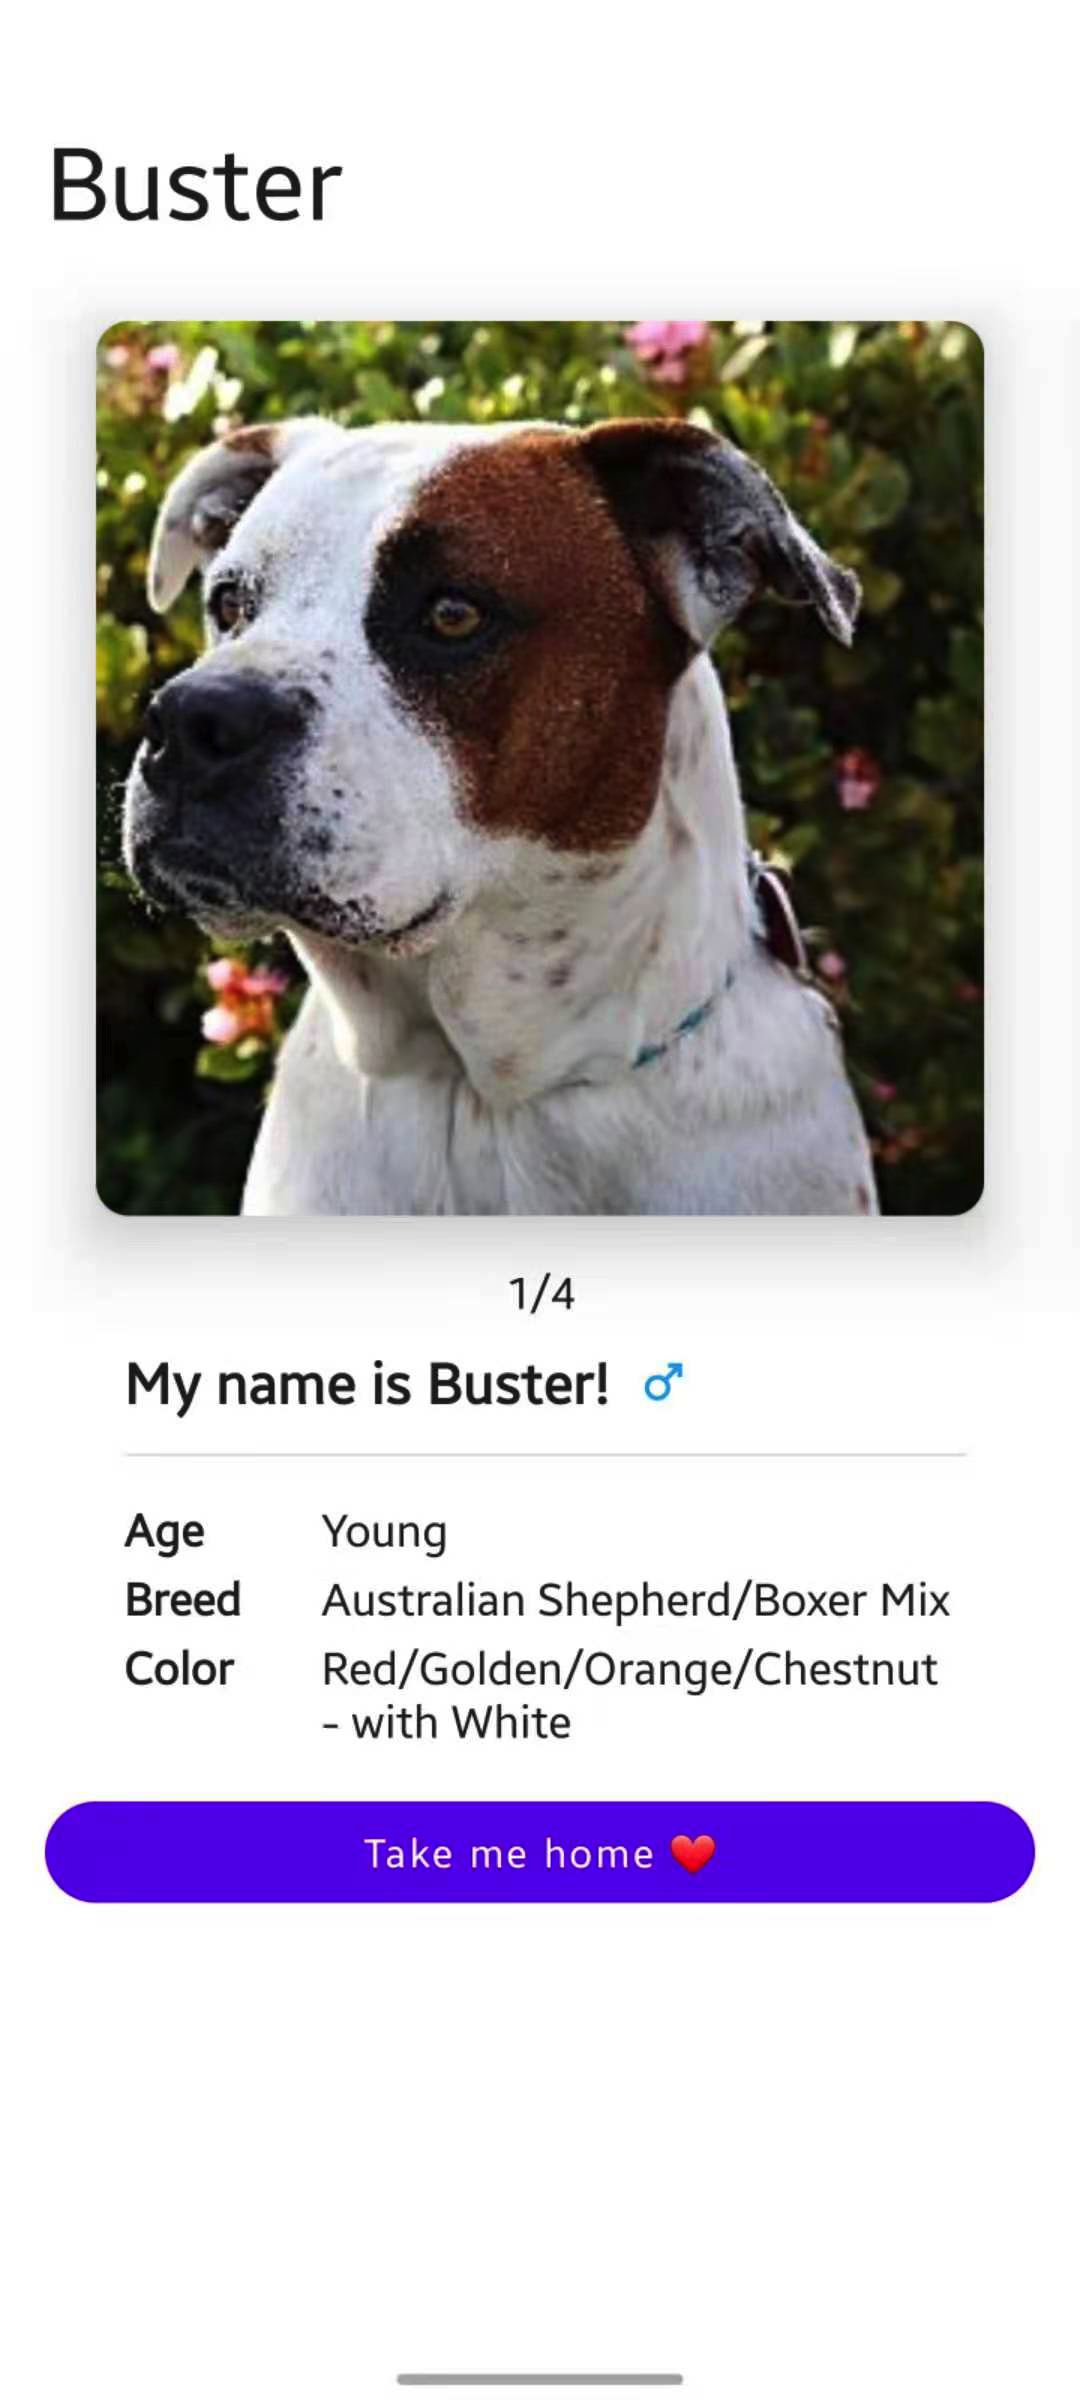 Buster
1/4
My name is Buster! ♂
Age Young
Breed Australian Shepherd/Boxer Mix
Color Red/Golden/Orange/Chestnut
- with White
Take me home ❤️